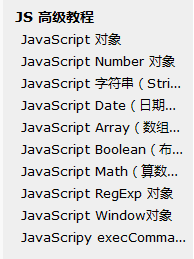 JS 高级教程
JavaScript 对象
JavaScript Number 对象
JavaScript 字符串（Stri...
JavaScript Date（日期...
JavaScript Array（数组...
JavaScript Boolean（布...
JavaScript Math（算数...
JavaScript RegExp 对象
JavaScript Window对象
JavaScripy execComma...